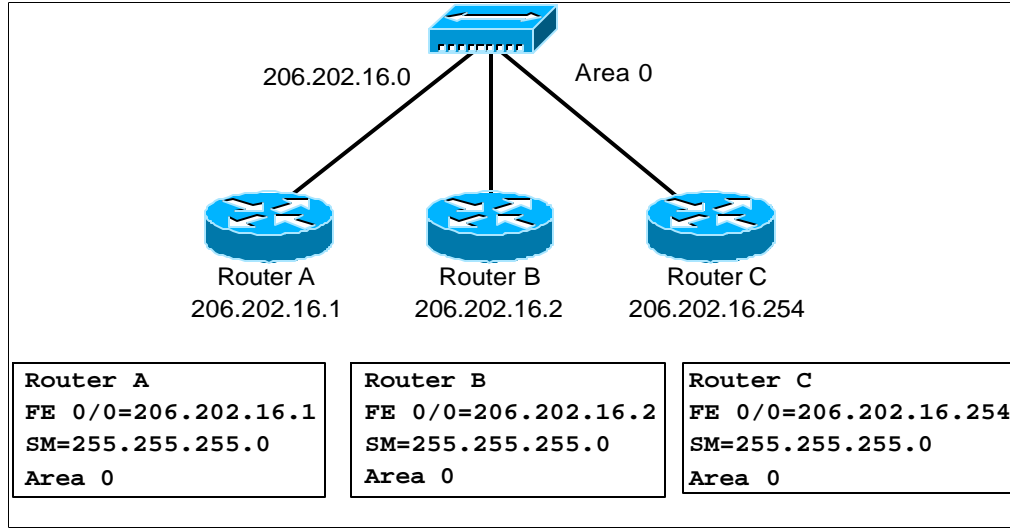 206.202.16.0
Area 0
Router A
206.202.16.1
Router B
206.202.16.2
Router C
206.202.16.254
Router A
FE 0/0=206.202.16.1
SM=255.255.255.0
Area 0
Router B
FE 0/0=206.202.16.2
SM=255.255.255.0
Area 0
Router C
FE 0/0=206.202.16.254
SM=255.255.255.0
Area 0